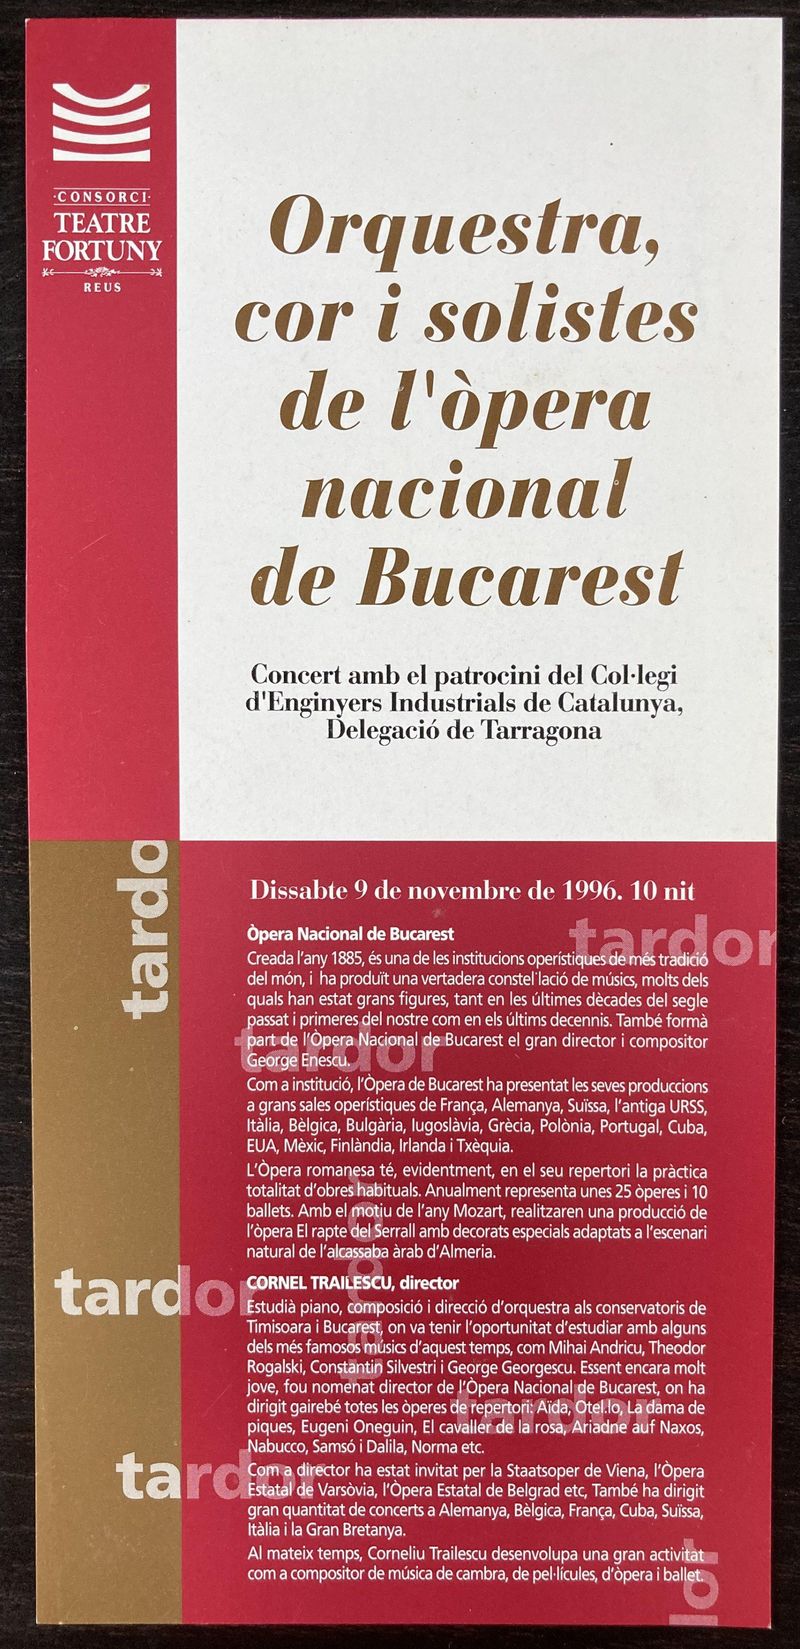 ·CONSORCI·
TEATRE
FORTUNY
REUS
Orquestra,
cor i solistes
de l'òpera
nacional
de Bucarest
Concert amb el patrocini del Col·legi
d'Enginyers Industrials de Catalunya,
Delegació de Tarragona
tardo
Dissabte 9 de novembre de 1996. 10 nit
tardor
Òpera Nacional de Bucarest
Creada l'any 1885, és una de les institucions operístiques de més tradició
del món, i ha produït una vertadera constel·lació de músics, molts dels
quals han estat grans figures, tant en les últimes dècades del segle
passat i primeres del nostre com en els últims decennis. També formà
part de l'Òpera Nacional de Bucarest el gran director i compositor
George Enescu.
tardor
Com a institució, l'Òpera de Bucarest ha presentat les seves produccions
a grans sales operístiques de França, Alemanya, Suïssa, l'antiga URSS,
Itàlia, Bèlgica, Bulgària, Iugoslàvia, Grècia, Polònia, Portugal, Cuba,
EUA, Mèxic, Finlàndia, Irlanda i Txèquia.
L'Òpera romanesa té, evidentment, en el seu repertori la pràctica
totalitat d'obres habituals. Anualment representa unes 25 òperes i 10
ballets. Amb el motiu de l'any Mozart, realitzaren una producció de
l'òpera El rapte del Serrall amb decorats especials adaptats a l'escenari
natural de l'alcassaba àrab d'Almeria.
tardor
tardor
CORNEL TRAILESCU, director
Estudià piano, composició i direcció d'orquestra als conservatoris de
Timisoara i Bucarest, on va tenir l'oportunitat d'estudiar amb alguns
dels més famosos músics d'aquest temps, com Mihai Andricu, Theodor
Rogalski, Constantin Silvestri i George Georgescu. Essent encara molt
jove, fou nomenat director de l'Òpera Nacional de Bucarest, on ha
dirigit gairebé totes les òperes de repertori: Aïda, Otel.lo, La dama de
piques, Eugeni Oneguin, El cavaller de la rosa, Ariadne auf Naxos,
Nabucco, Samsó i Dalila, Norma etc.
tardor
tardor
Com a director ha estat invitat per la Staatsoper de Viena, l'Òpera
Estatal de Varsòvia, l'Òpera Estatal de Belgrad etc, També ha dirigit
gran quantitat de concerts a Alemanya, Bèlgica, França, Cuba, Suïssa,
Itàlia i la Gran Bretanya.
Al mateix temps, Corneliu Trailescu desenvolupa una gran activitat
com a compositor de música de cambra, de pel·lícules, d'òpera i ballet.